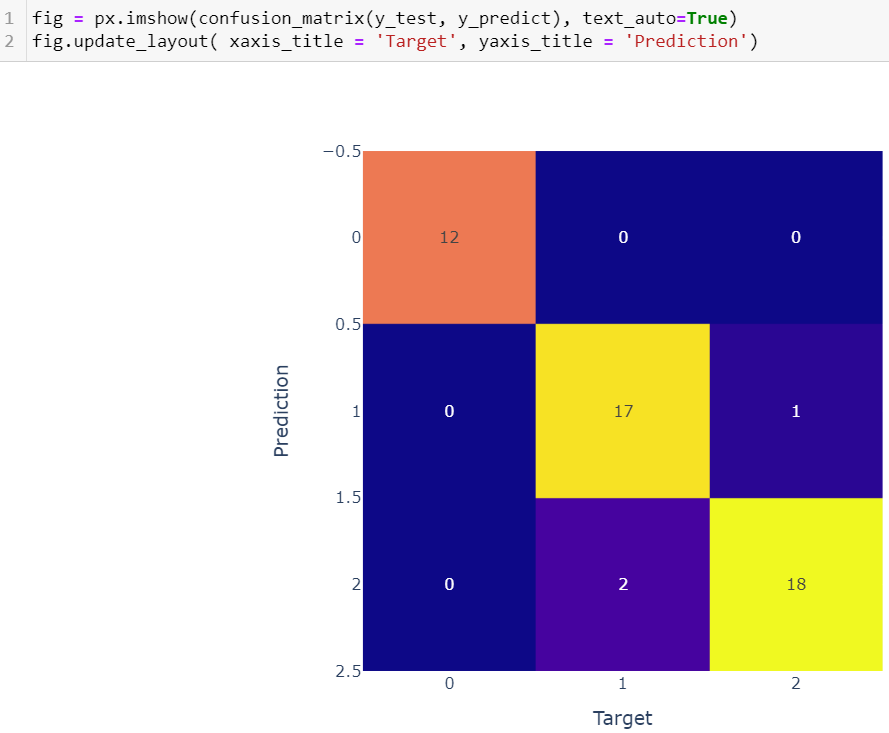 1 fig = px.imshow(confusion_matrix(y_test, y_predict), text_auto=True)
2 fig.update_layout( xaxis_title = 'Target', yaxis_title = 'Prediction')
−0.5
0 12 0 0
0.5
Prediction
1 0 17 1
1.5
2 0 2 18
2.5
0 1 2
Target